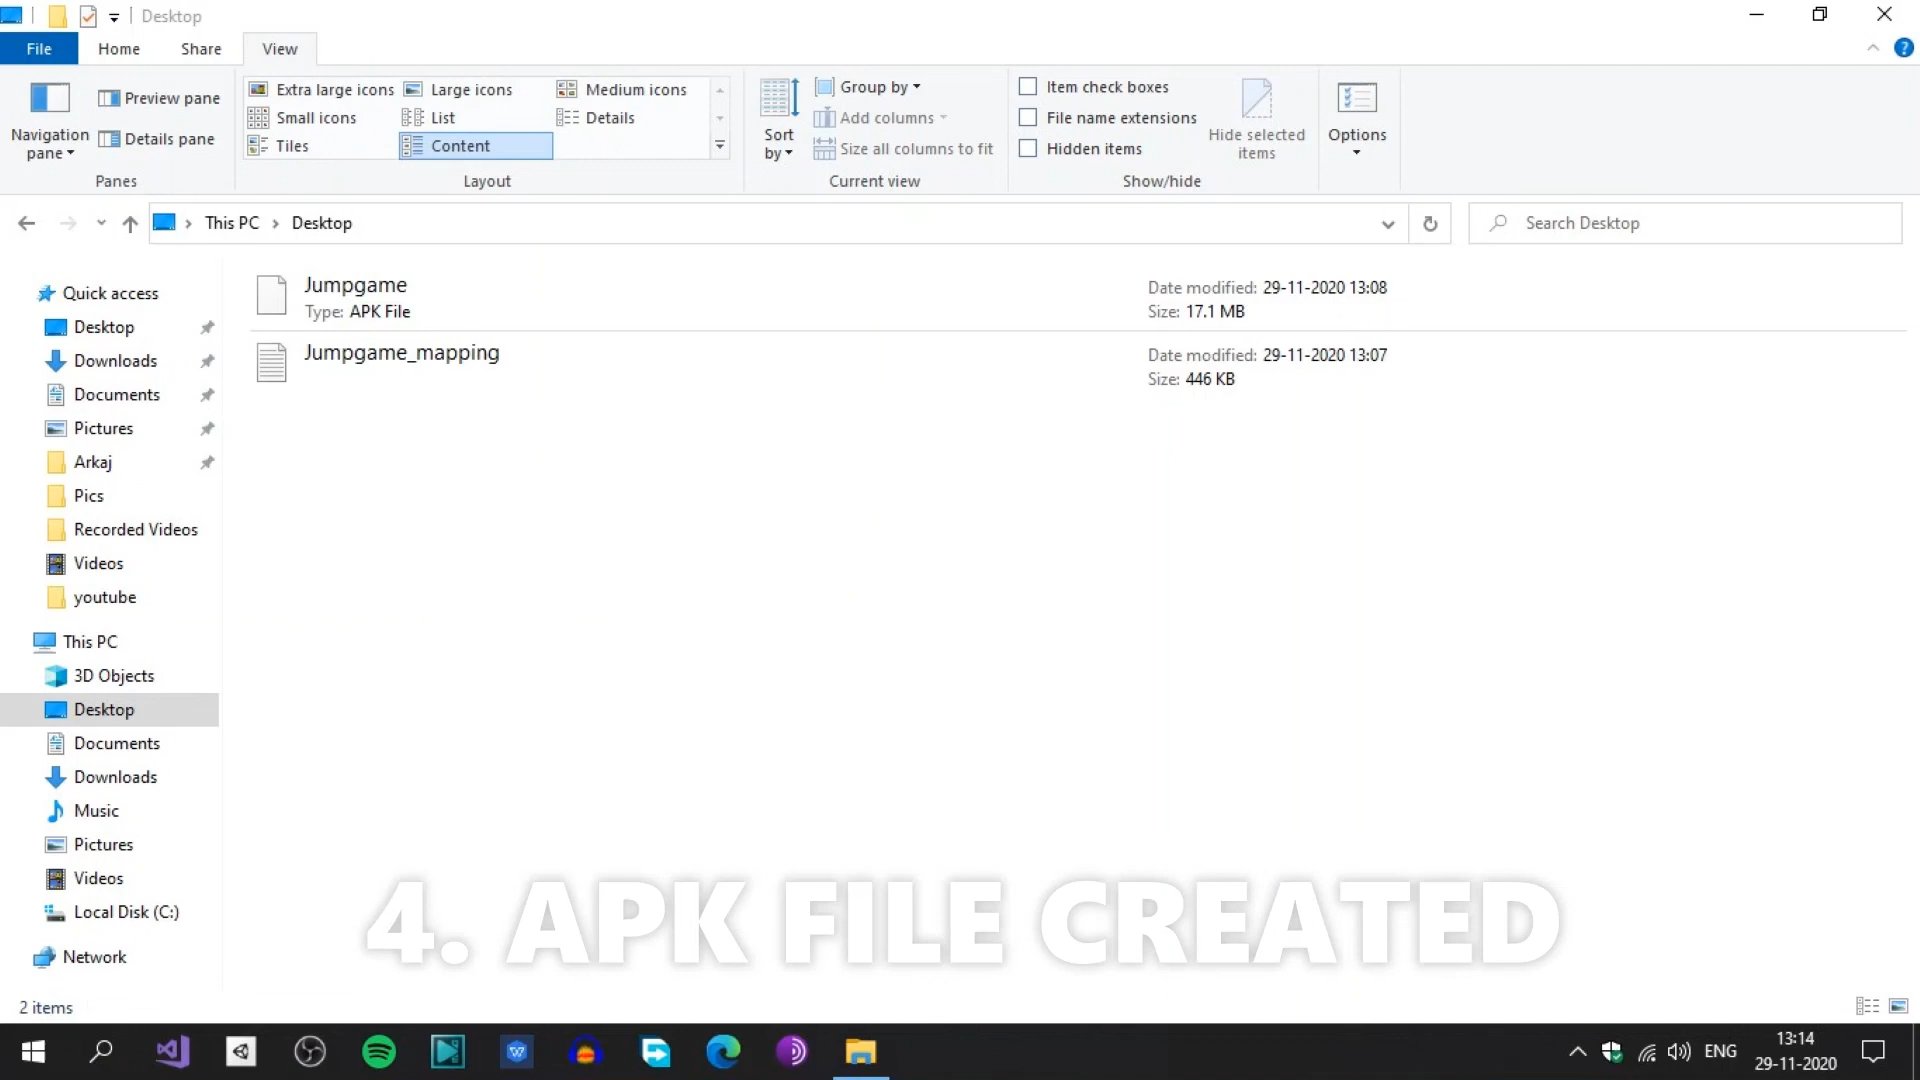 Desktop
File Home Share View
Navigation pane
Preview pane
Details pane
Panes
Extra large icons Large icons Medium icons
Small icons List Details
Tiles Content
Layout
Sort by
Group by
Add columns
Size all columns to fit
Current view
Item check boxes
File name extensions
Hidden items
Hide selected items
Show/hide
Options
This PC > Desktop
Search Desktop
Quick access
Desktop
Downloads
Documents
Pictures
Arkaj
Pics
Recorded Videos
Videos
youtube
This PC
3D Objects
Desktop
Documents
Downloads
Music
Pictures
Videos
Local Disk (C:)
Network
Jumpgame
Type: APK File
Date modified: 29-11-2020 13:08
Size: 17.1 MB
Jumpgame_mapping
Date modified: 29-11-2020 13:07
Size: 446 KB
4. APK FILE CREATED
2 items
ENG
13:14
29-11-2020